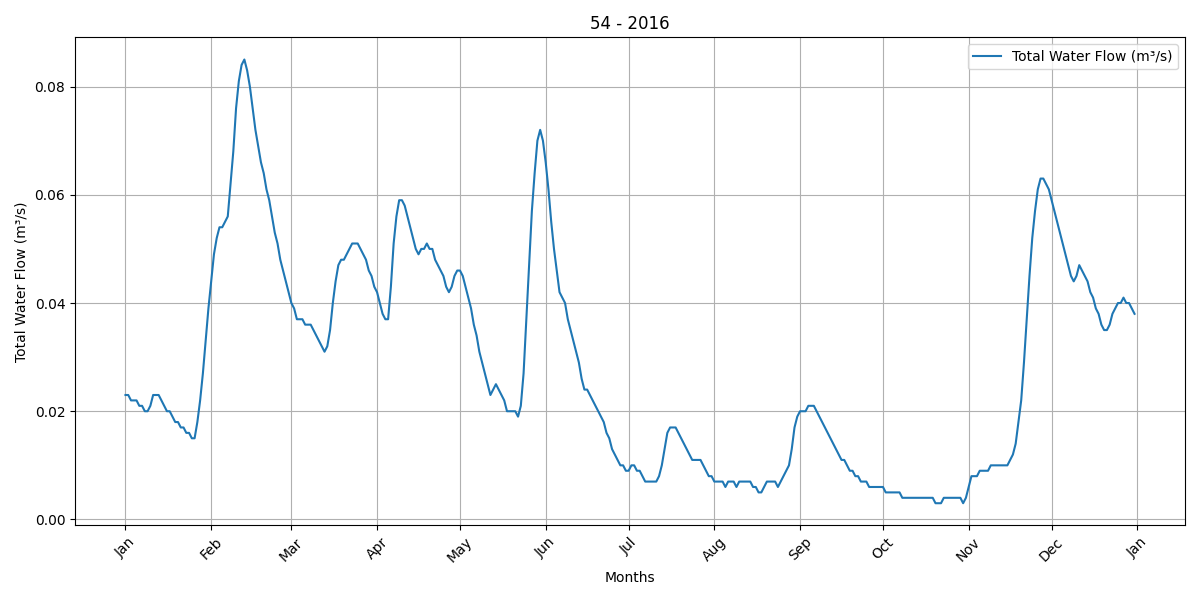 54 - 2016
Total Water Flow (m³/s)
Total Water Flow (m³/s)
0.08
0.06
0.04
0.02
0.00
Jan
Feb
Mar
Apr
May
Jun
Jul
Aug
Sep
Oct
Nov
Dec
Jan
Months